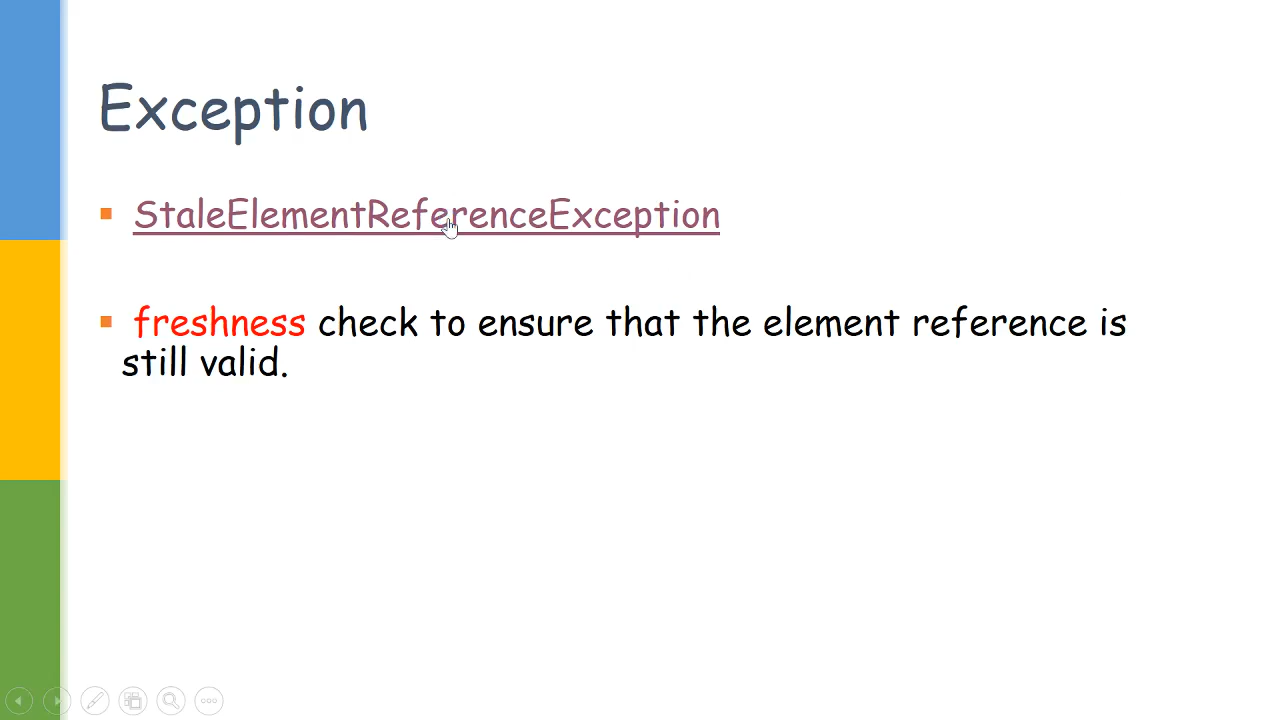 Exception
StaleElementReferenceException
freshness check to ensure that the element reference is
still valid.